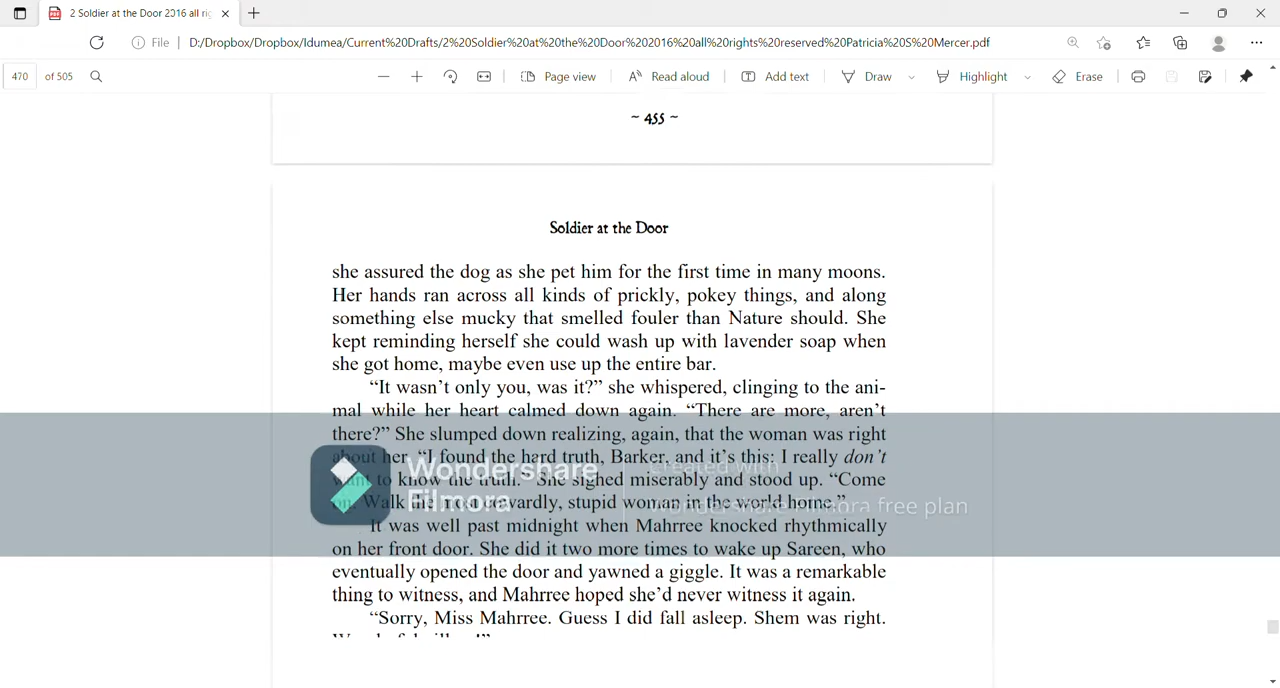 2 Soldier at the Door 2016 all ri
File D:/Dropbox/Dropbox/Idumea/Current%20Drafts/2%20Soldier%20at%20the%20Door%202016%20all%20rights%20reserved%20Patricia%20S%20Mercer.pdf
470 of 505 Page view Read aloud Add text Draw Highlight Erase
~ 455 ~
Soldier at the Door
she assured the dog as she pet him for the first time in many moons.
Her hands ran across all kinds of prickly, pokey things, and along
something else mucky that smelled fouler than Nature should. She
kept reminding herself she could wash up with lavender soap when
she got home, maybe even use up the entire bar.
“It wasn’t only you, was it?” she whispered, clinging to the ani-
mal while her heart calmed down again. “There are more, aren’t
there?” She slumped down realizing, again, that the woman was right
about her. “I found the hard truth, Barker, and it’s this: I really don’t
want to know the truth.” She sighed miserably and stood up. “Come
on. Walk the most cowardly, stupid woman in the world home.”
It was well past midnight when Mahrree knocked rhythmically
on her front door. She did it two more times to wake up Sareen, who
eventually opened the door and yawned a giggle. It was a remarkable
thing to witness, and Mahrree hoped she’d never witness it again.
“Sorry, Miss Mahrree. Guess I did fall asleep. Shem was right.
Wondershare
Filmora
Created with
Wondershare Filmora free plan